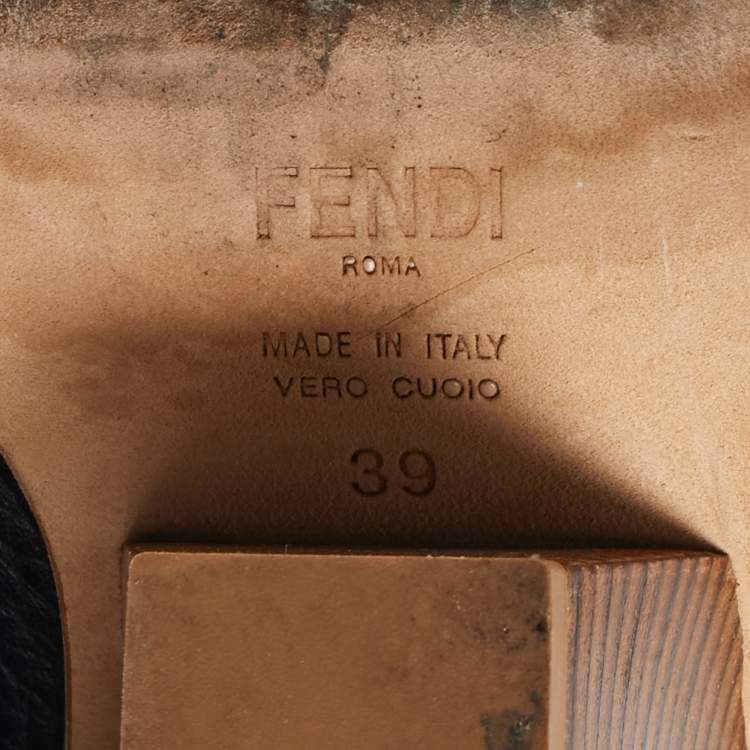 FENDI
ROMA
MADE IN ITALY
VERO CUOIO
39